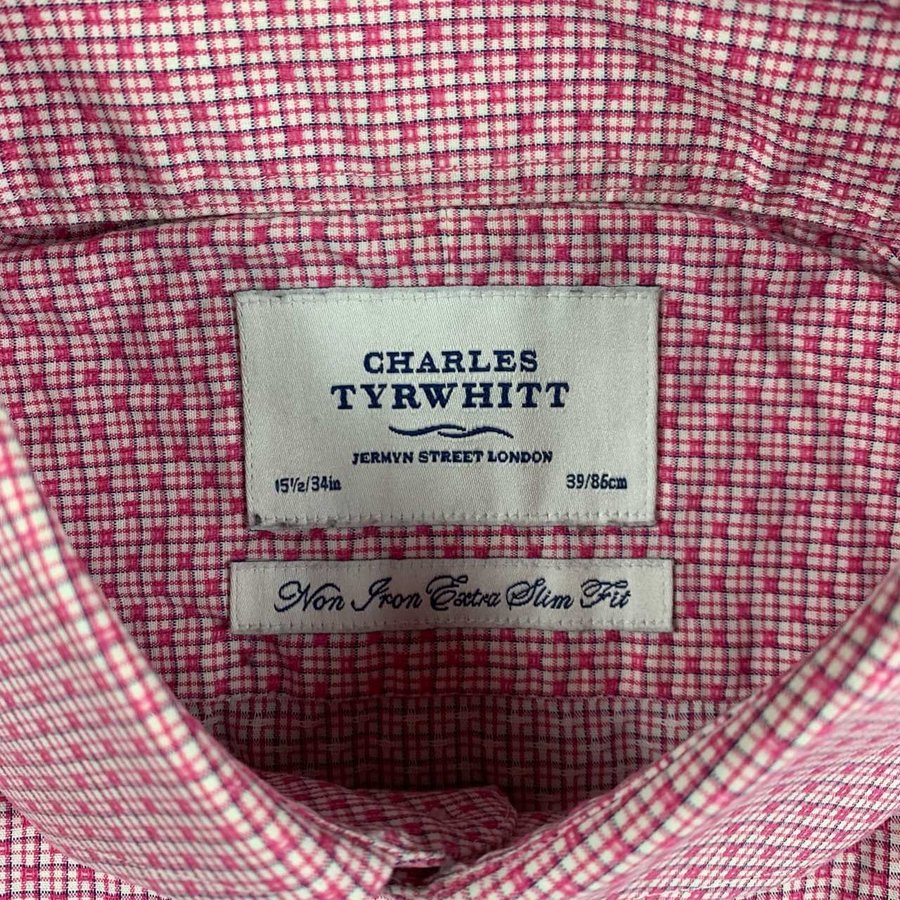 CHARLES
TYRWHITT
JERMYN STREET LONDON
15½/34in 39/86cm
Non Iron Extra Slim Fit